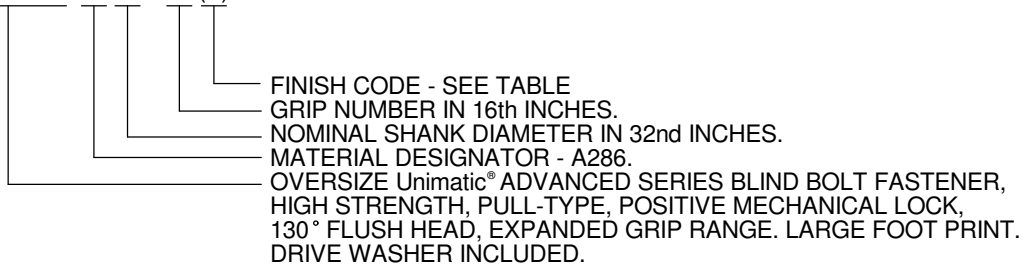 FINISH CODE - SEE TABLE
GRIP NUMBER IN 16th INCHES.
NOMINAL SHANK DIAMETER IN 32nd INCHES.
MATERIAL DESIGNATOR - A286.
OVERSIZE Unimatic® ADVANCED SERIES BLIND BOLT FASTENER,
HIGH STRENGTH, PULL-TYPE, POSITIVE MECHANICAL LOCK,
130° FLUSH HEAD, EXPANDED GRIP RANGE. LARGE FOOT PRINT.
DRIVE WASHER INCLUDED.